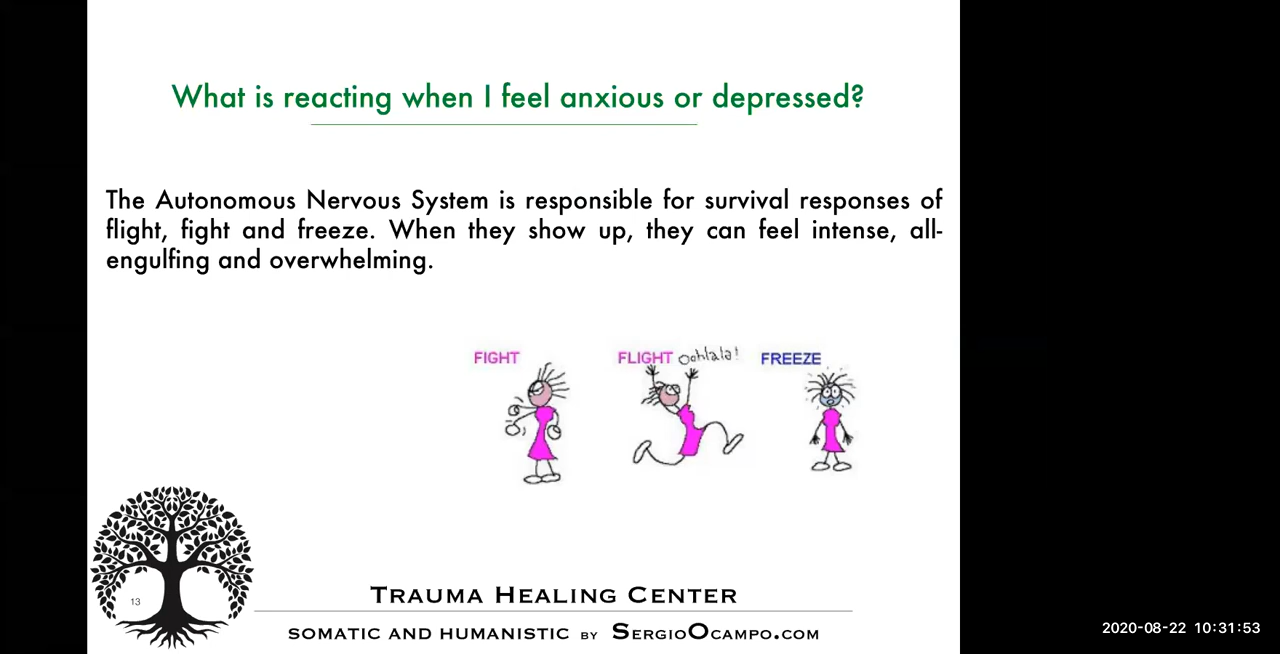 What is reacting when I feel anxious or depressed?
The Autonomous Nervous System is responsible for survival responses of
flight, fight and freeze. When they show up, they can feel intense, all-
engulfing and overwhelming.
FIGHT
FLIGHT oohlala!
FREEZE
13
TRAUMA HEALING CENTER
SOMATIC AND HUMANISTIC BY SERGIOOCAMPO.COM
2020-08-22 10:31:53